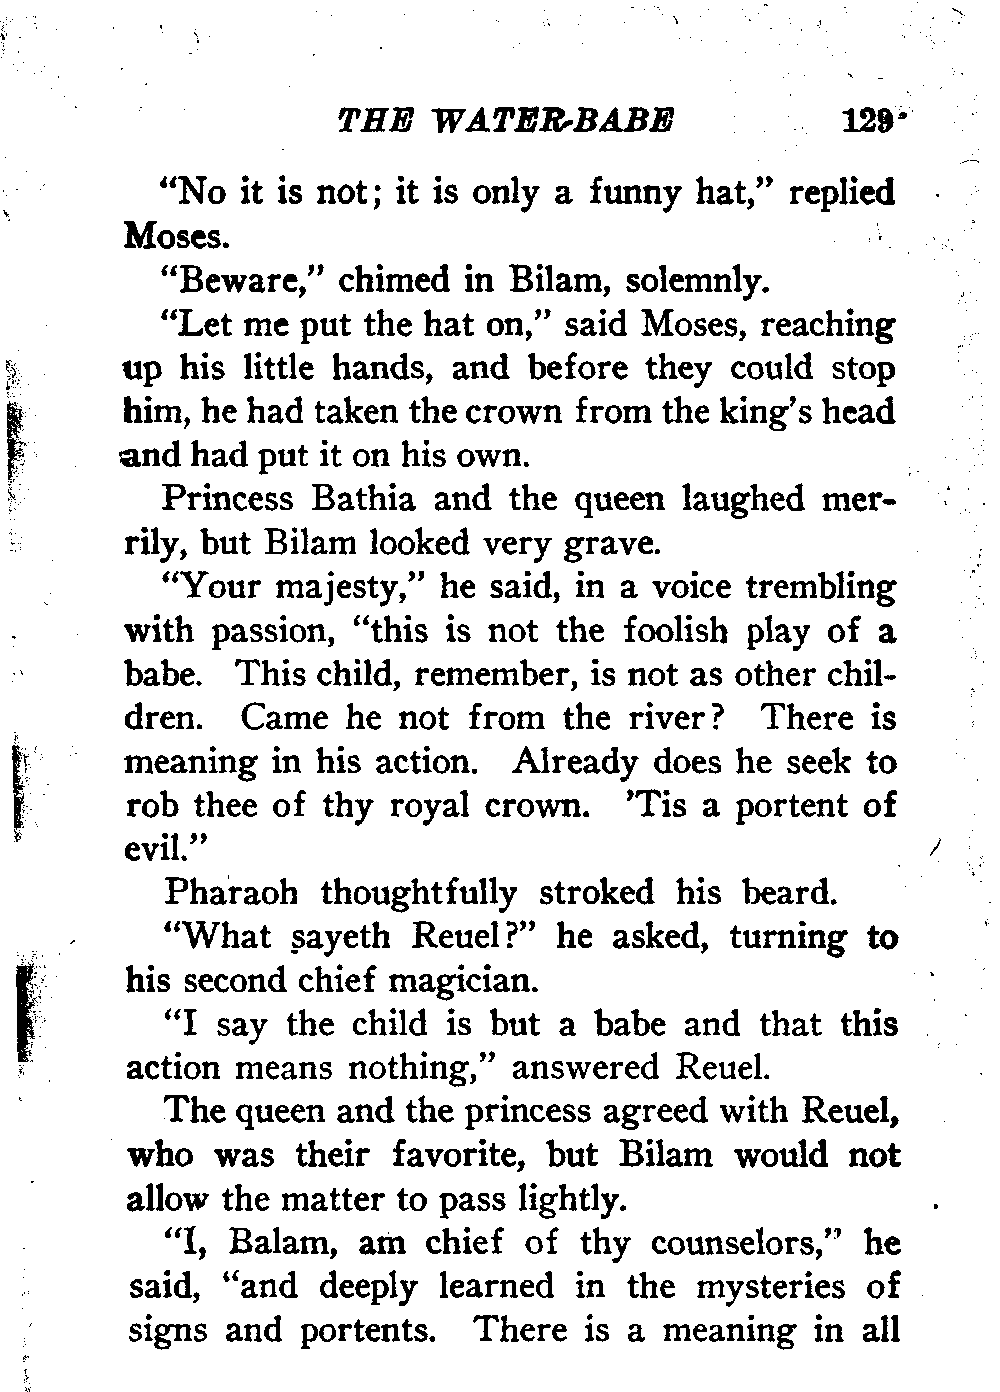 THE WATER-BABE 129
"No it is not; it is only a funny hat," replied
Moses.
"Beware," chimed in Bilam, solemnly.
"Let me put the hat on," said Moses, reaching
up his little hands, and before they could stop
him, he had taken the crown from the king's head
and had put it on his own.
Princess Bathia and the queen laughed mer-
rily, but Bilam looked very grave.
"Your majesty," he said, in a voice trembling
with passion, "this is not the foolish play of a
babe. This child, remember, is not as other chil-
dren. Came he not from the river? There is
meaning in his action. Already does he seek to
rob thee of thy royal crown. 'Tis a portent of
evil."
Pharaoh thoughtfully stroked his beard.
"What sayeth Reuel?" he asked, turning to
his second chief magician.
"I say the child is but a babe and that this
action means nothing," answered Reuel.
The queen and the princess agreed with Reuel,
who was their favorite, but Bilam would not
allow the matter to pass lightly.
"I, Balam, am chief of thy counselors," he
said, "and deeply learned in the mysteries of
signs and portents. There is a meaning in all